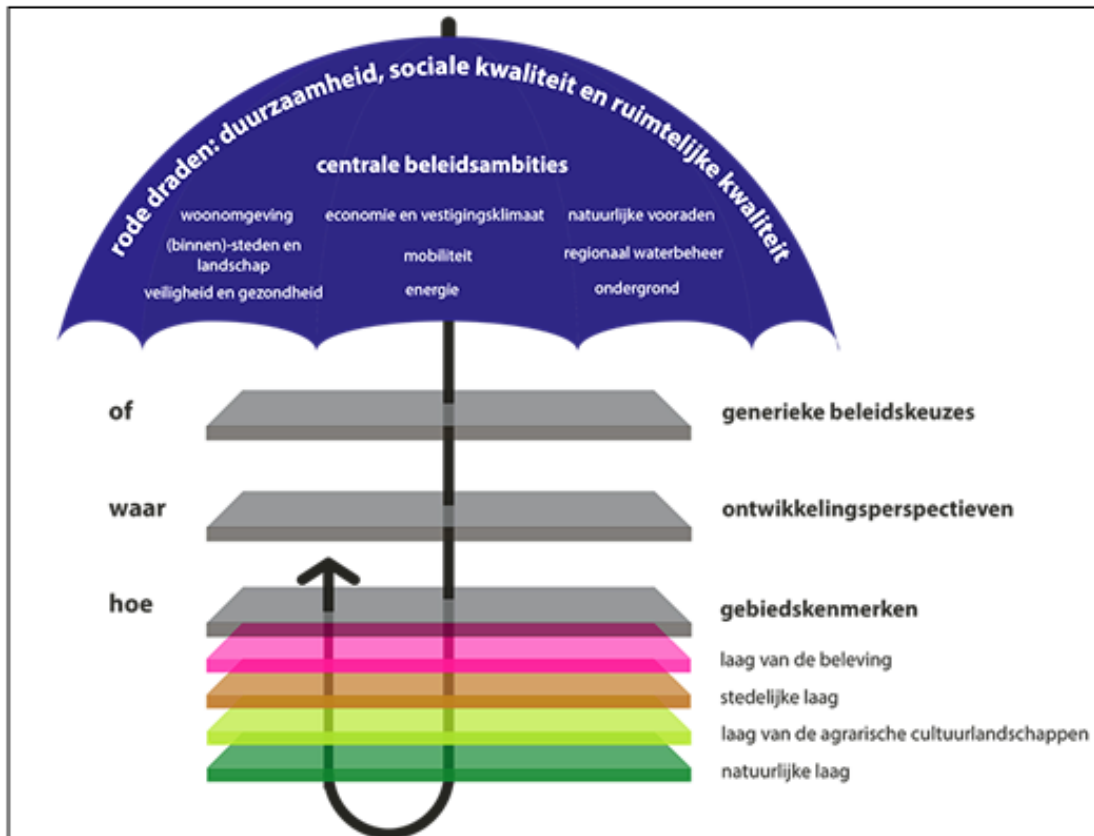 rode draden: duurzaamheid, sociale kwaliteit en ruimtelijke kwaliteit
centrale beleidsambities
woonomgeving
(binnen)-steden en
landschap
veiligheid en gezondheid
economie en vestigingsklimaat
mobiliteit
energie
natuurlijke vooraden
regionaal waterbeheer
ondergrond
of
generieke beleidskeuzes
waar
ontwikkelingsperspectieven
hoe
gebiedskenmerken
laag van de beleving
stedelijke laag
laag van de agrarische cultuurlandschappen
natuurlijke laag